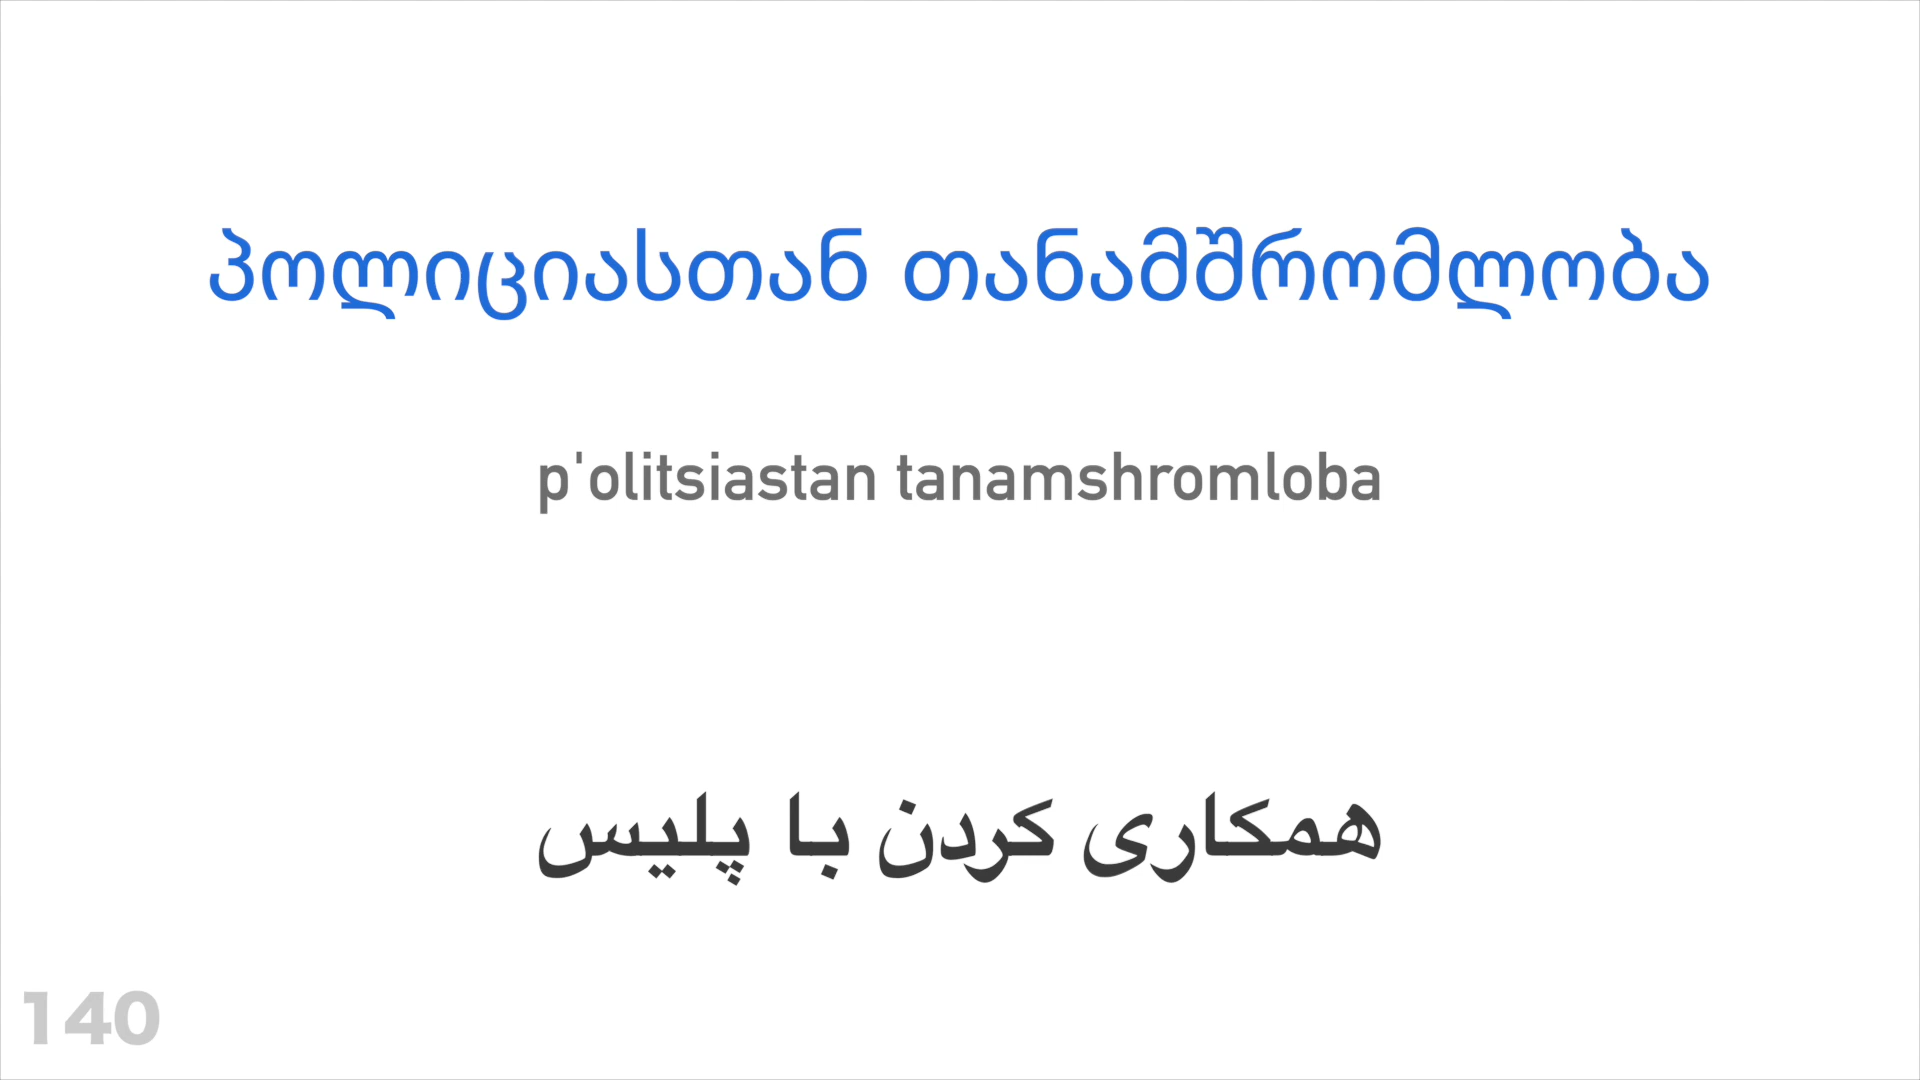 პოლიციასთან თანამშრომლობა
p'olitsiastan tanamshromloba
همکاری کردن با پلیس
140